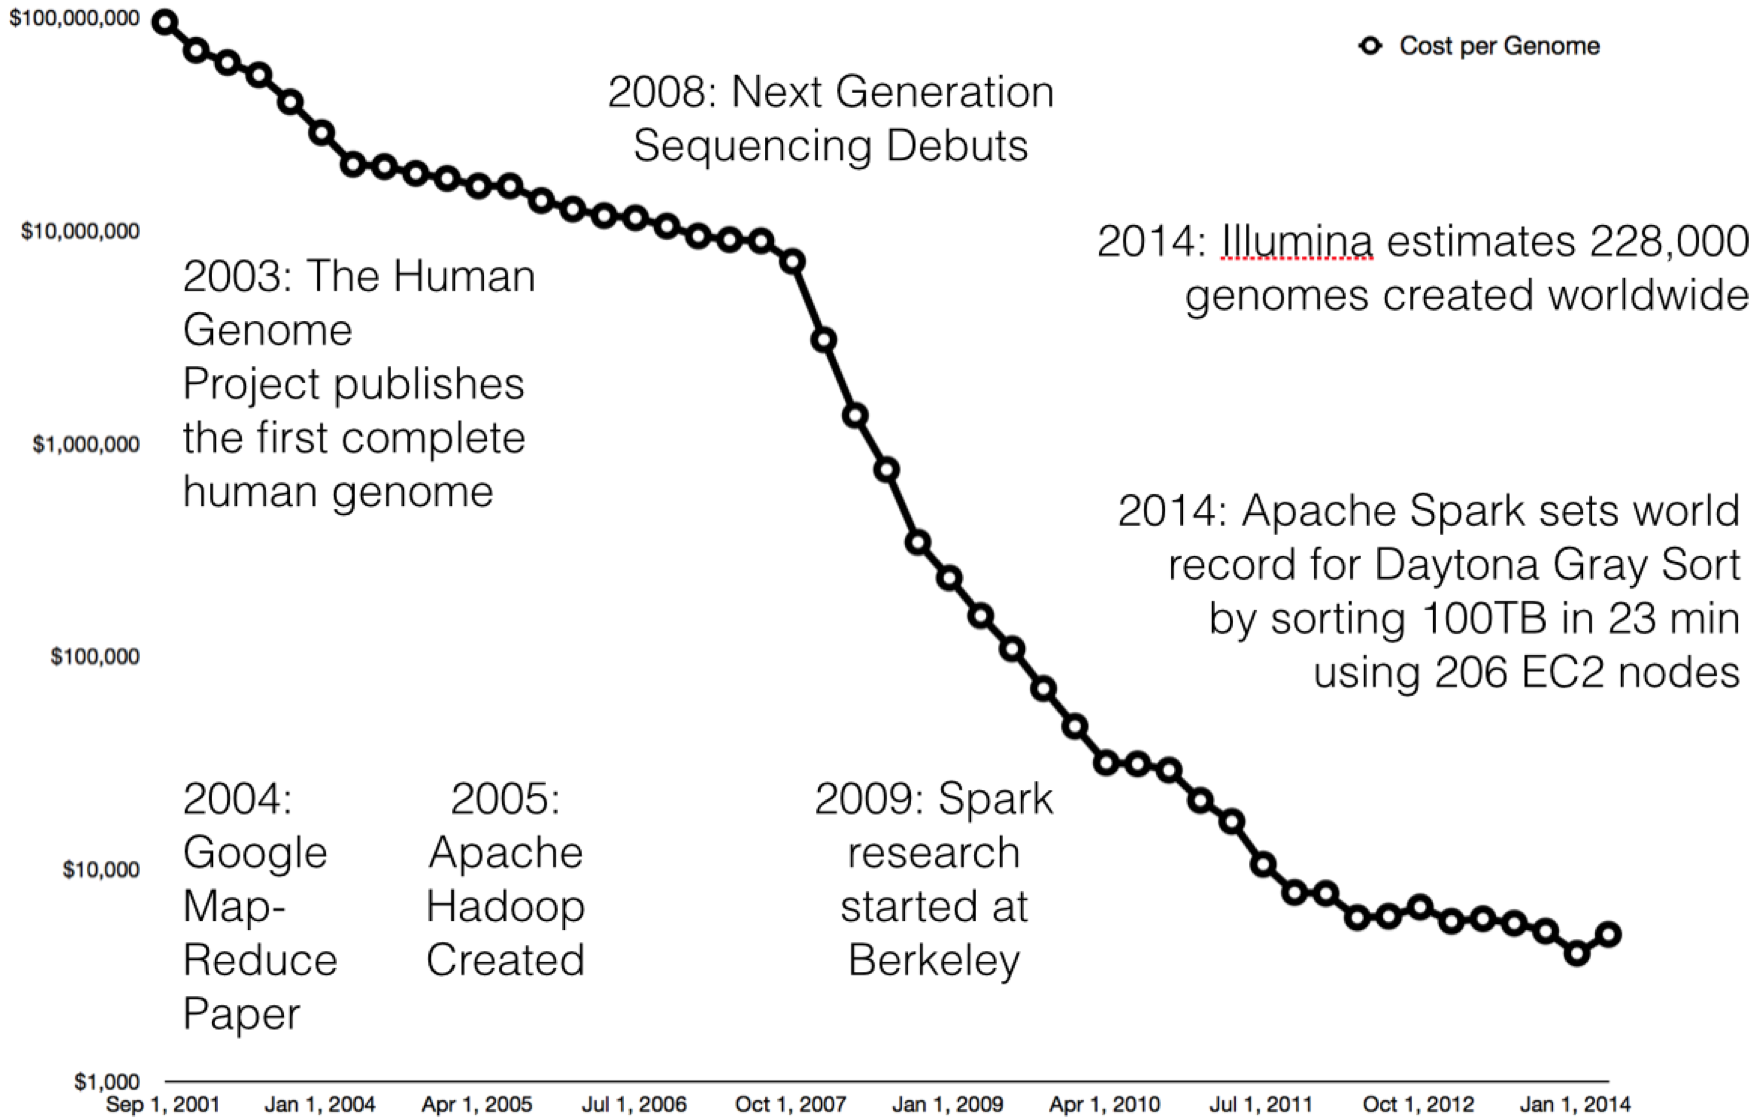 $100,000,000
$10,000,000
$1,000,000
$100,000
$10,000
$1,000
Cost per Genome
2008: Next Generation
Sequencing Debuts
2003: The Human
Genome
Project publishes
the first complete
human genome
2014: Illumina estimates 228,000
genomes created worldwide
2014: Apache Spark sets world
record for Daytona Gray Sort
by sorting 100TB in 23 min
using 206 EC2 nodes
2004:
Google
Map-
Reduce
Paper
2005:
Apache
Hadoop
Created
2009: Spark
research
started at
Berkeley
Sep 1, 2001 Jan 1, 2004 Apr 1, 2005 Jul 1, 2006 Oct 1, 2007 Jan 1, 2009 Apr 1, 2010 Jul 1, 2011 Oct 1, 2012 Jan 1, 2014